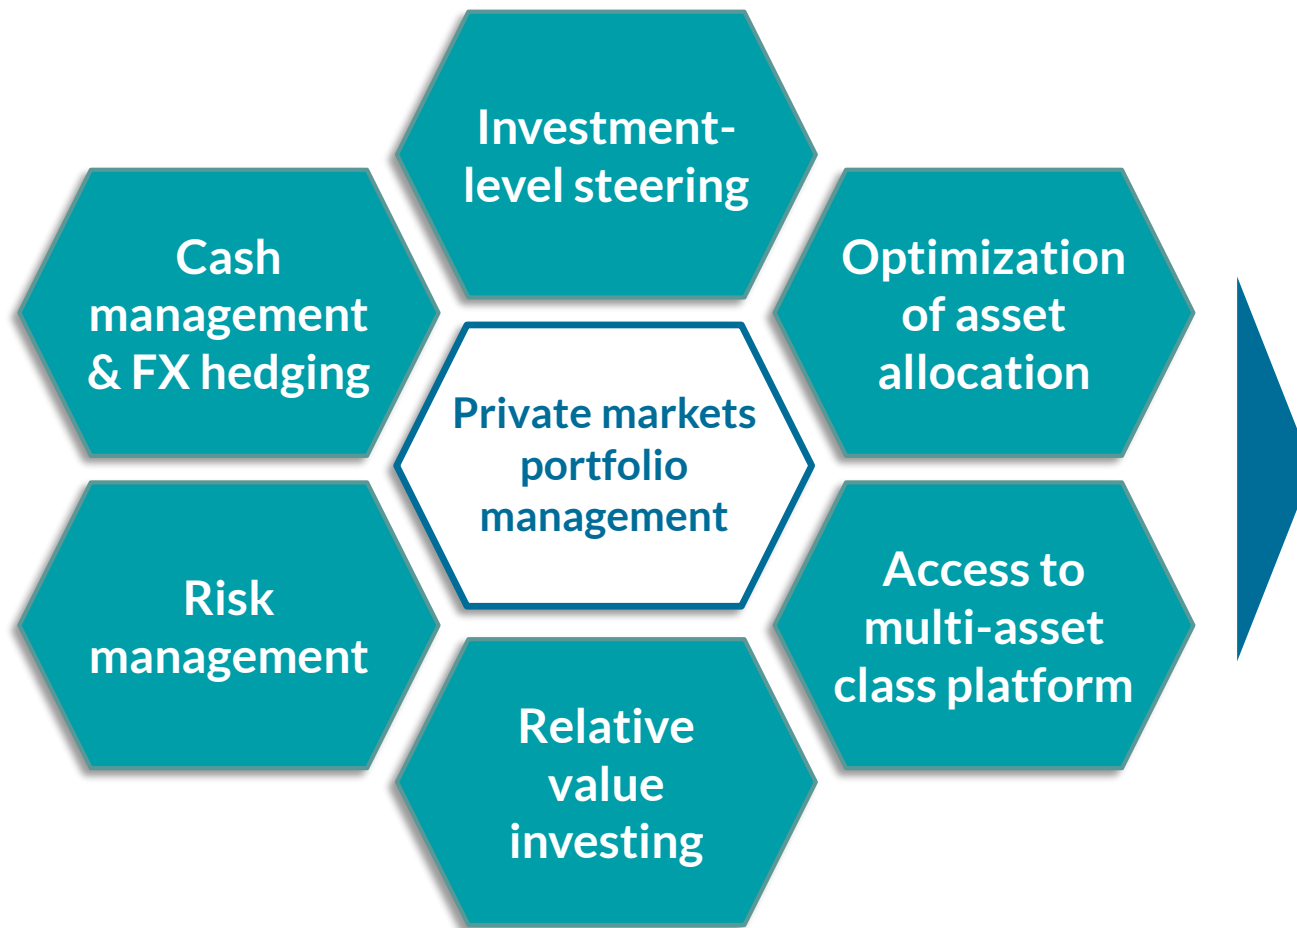 Investment-
level steering
Cash
management
& FX hedging
Optimization
of asset
allocation
Private markets
portfolio
management
Risk
management
Access to
multi-asset
class platform
Relative
value
investing